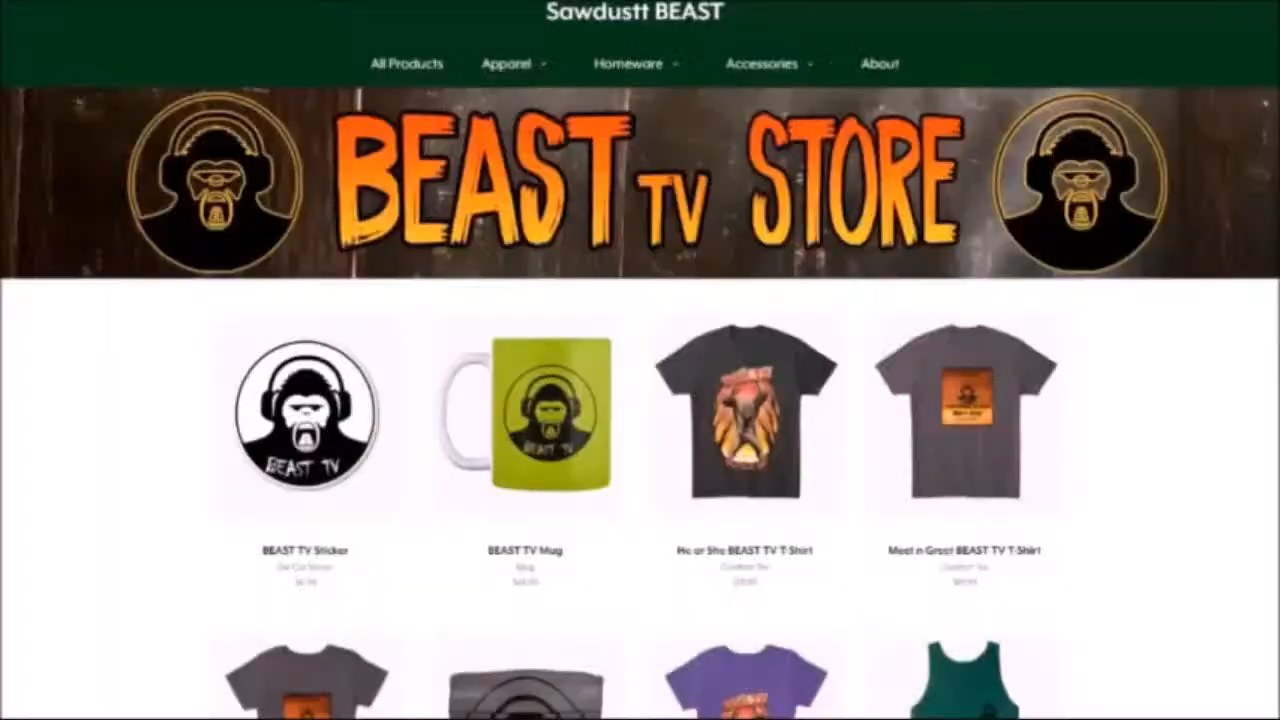 Sawdustt BEAST
All Products Apparel Homeware Accessories About
BEAST TV STORE
BEAST TV
BEAST TV
BEAST TV Sticker
BEAST TV Mug
He or She BEAST TV T-Shirt
Meet n Greet BEAST TV T-Shirt
Mug